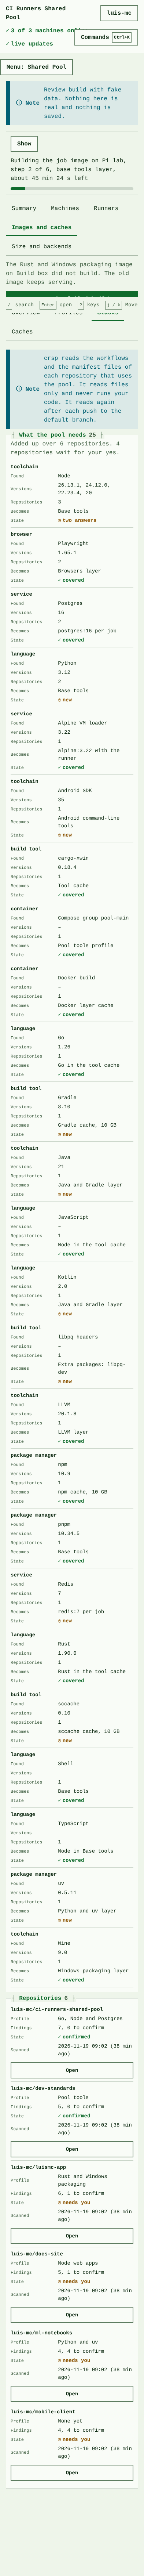 CI Runners Shared Pool
luis-mc
✓ 3 of 3 machines online
Commands Ctrl+K
✓ live updates
Menu: Shared Pool
ⓘ Note
Review build with fake data. Nothing here is real and nothing is saved.
Show
Building the job image on Pi lab, step 2 of 6, base tools layer, about 45 min 24 s left
Summary Machines Runners
Images and caches
Size and backends
The Rust and Windows packaging image on Build box did not build. The old image keeps serving.
/ search Enter open ? keys j / k Move
Caches
ⓘ Note
crsp reads the workflows and the manifest files of each repository that uses the pool. It reads files only and never runs your code. It reads again after each push to the default branch.
What the pool needs 25
Added up over 6 repositories. 4 repositories wait for your yes.
toolchain
Found Node
Versions 26.13.1, 24.12.0, 22.23.4, 20
Repositories 3
Becomes Base tools
State two answers
browser
Found Playwright
Versions 1.65.1
Repositories 2
Becomes Browsers layer
State ✓ covered
service
Found Postgres
Versions 16
Repositories 2
Becomes postgres:16 per job
State ✓ covered
language
Found Python
Versions 3.12
Repositories 2
Becomes Base tools
State new
service
Found Alpine VM loader
Versions 3.22
Repositories 1
Becomes alpine:3.22 with the runner
State ✓ covered
toolchain
Found Android SDK
Versions 35
Repositories 1
Becomes Android command-line tools
State new
build tool
Found cargo-xwin
Versions 0.18.4
Repositories 1
Becomes Tool cache
State ✓ covered
container
Found Compose group pool-main
Versions –
Repositories 1
Becomes Pool tools profile
State ✓ covered
container
Found Docker build
Versions –
Repositories 1
Becomes Docker layer cache
State ✓ covered
language
Found Go
Versions 1.26
Repositories 1
Becomes Go in the tool cache
State ✓ covered
build tool
Found Gradle
Versions 8.10
Repositories 1
Becomes Gradle cache, 10 GB
State new
toolchain
Found Java
Versions 21
Repositories 1
Becomes Java and Gradle layer
State new
language
Found JavaScript
Versions –
Repositories 1
Becomes Node in the tool cache
State ✓ covered
language
Found Kotlin
Versions 2.0
Repositories 1
Becomes Java and Gradle layer
State new
build tool
Found libpq headers
Versions –
Repositories 1
Becomes Extra packages: libpq-dev
State new
toolchain
Found LLVM
Versions 20.1.8
Repositories 1
Becomes LLVM layer
State ✓ covered
package manager
Found npm
Versions 10.9
Repositories 1
Becomes npm cache, 10 GB
State ✓ covered
package manager
Found pnpm
Versions 10.34.5
Repositories 1
Becomes Base tools
State ✓ covered
service
Found Redis
Versions 7
Repositories 1
Becomes redis:7 per job
State new
language
Found Rust
Versions 1.90.0
Repositories 1
Becomes Rust in the tool cache
State ✓ covered
build tool
Found sccache
Versions 0.10
Repositories 1
Becomes sccache cache, 10 GB
State new
language
Found Shell
Versions –
Repositories 1
Becomes Base tools
State ✓ covered
language
Found TypeScript
Versions –
Repositories 1
Becomes Node in Base tools
State ✓ covered
package manager
Found uv
Versions 0.5.11
Repositories 1
Becomes Python and uv layer
State new
toolchain
Found Wine
Versions 9.0
Repositories 1
Becomes Windows packaging layer
State ✓ covered
Repositories 6
luis-mc/ci-runners-shared-pool
Profile Go, Node and Postgres
Findings 7, 0 to confirm
State ✓ confirmed
Scanned 2026-11-19 09:02 (38 min ago)
Open
luis-mc/dev-standards
Profile Pool tools
Findings 5, 0 to confirm
State ✓ confirmed
Scanned 2026-11-19 09:02 (38 min ago)
Open
luis-mc/luismc-app
Profile Rust and Windows packaging
Findings 6, 1 to confirm
State needs you
Scanned 2026-11-19 09:02 (38 min ago)
Open
luis-mc/docs-site
Profile Node web apps
Findings 5, 1 to confirm
State needs you
Scanned 2026-11-19 09:02 (38 min ago)
Open
luis-mc/ml-notebooks
Profile Python and uv
Findings 4, 4 to confirm
State needs you
Scanned 2026-11-19 09:02 (38 min ago)
Open
luis-mc/mobile-client
Profile None yet
Findings 4, 4 to confirm
State needs you
Scanned 2026-11-19 09:02 (38 min ago)
Open